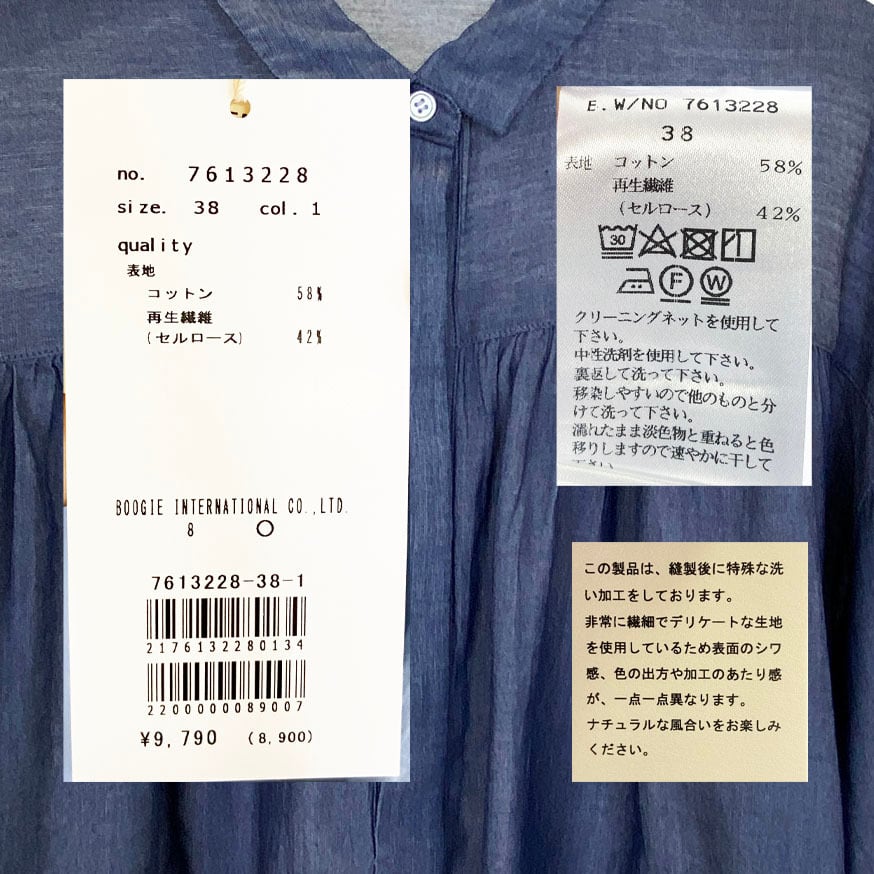 no. 7613228
size. 38 col. 1
quality
表地
コットン 58%
再生繊維
(セルロース) 42%
BOOGIE INTERNATIONAL CO.,LTD.
8 ○
7613228-38-1
2176132280134
2200000089007
¥9,790 (8,900)
E.W/NO 7613228
38
表地 コットン 58%
再生繊維
(セルロース) 42%
30
F W
クリーニングネットを使用して
下さい。
中性洗剤を使用して下さい。
裏返して洗って下さい。
移染しやすいので他のものと分
けて洗って下さい。
濡れたまま淡色物と重ねると色
移りしますので速やかに干して
下さい
この製品は、縫製後に特殊な洗
い加工をしております。
非常に繊細でデリケートな生地
を使用しているため表面のシワ
感、色の出方や加工のあたり感
が、一点一点異なります。
ナチュラルな風合いをお楽しみ
ください。